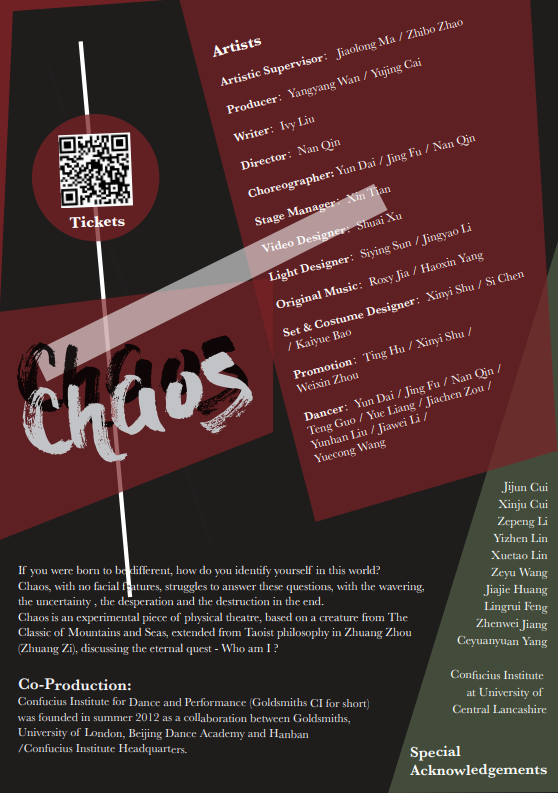 Artists
Artistic Supervisor: Jiaolong Ma / Zhibo Zhao
Producer: Yangyang Wan / Yujing Cai
Writer: Ivy Liu
Director: Nan Qin
Choreographer: Yun Dai / Jing Fu / Nan Qin
Stage Manager: Xin Tian
Video Designer: Shuai Xu
Light Designer: Siying Sun / Jingyao Li
Original Music: Roxy Jia / Haoxin Yang
Set & Costume Designer: Xinyi Shu / Si Chen
/ Kaiyue Bao
Promotion: Ting Hu / Xinyi Shu /
Weixin Zhou
Dancer: Yun Dai / Jing Fu / Nan Qin /
Teng Guo / Yue Liang / Jiachen Zou /
Yunhan Liu / Jiawei Li /
Yuecong Wang
Tickets
Chaos
Chaos
If you were born to be different, how do you identify yourself in this world?
Chaos, with no facial features, struggles to answer these questions, with the wavering,
the uncertainty , the desperation and the destruction in the end.
Chaos is an experimental piece of physical theatre, based on a creature from The
Classic of Mountains and Seas, extended from Taoist philosophy in Zhuang Zhou
(Zhuang Zi), discussing the eternal quest - Who am I ?
Co-Production:
Confucius Institute for Dance and Performance (Goldsmiths CI for short)
was founded in summer 2012 as a collaboration between Goldsmiths,
University of London, Beijing Dance Academy and Hanban
/Confucius Institute Headquarters.
Jijun Cui
Xinju Cui
Zepeng Li
Yizhen Lin
Xuetao Lin
Zeyu Wang
Jiajie Huang
Lingrui Feng
Zhenwei Jiang
Ceyuanyuan Yang
Confucius Institute
at University of
Central Lancashire
Special
Acknowledgements